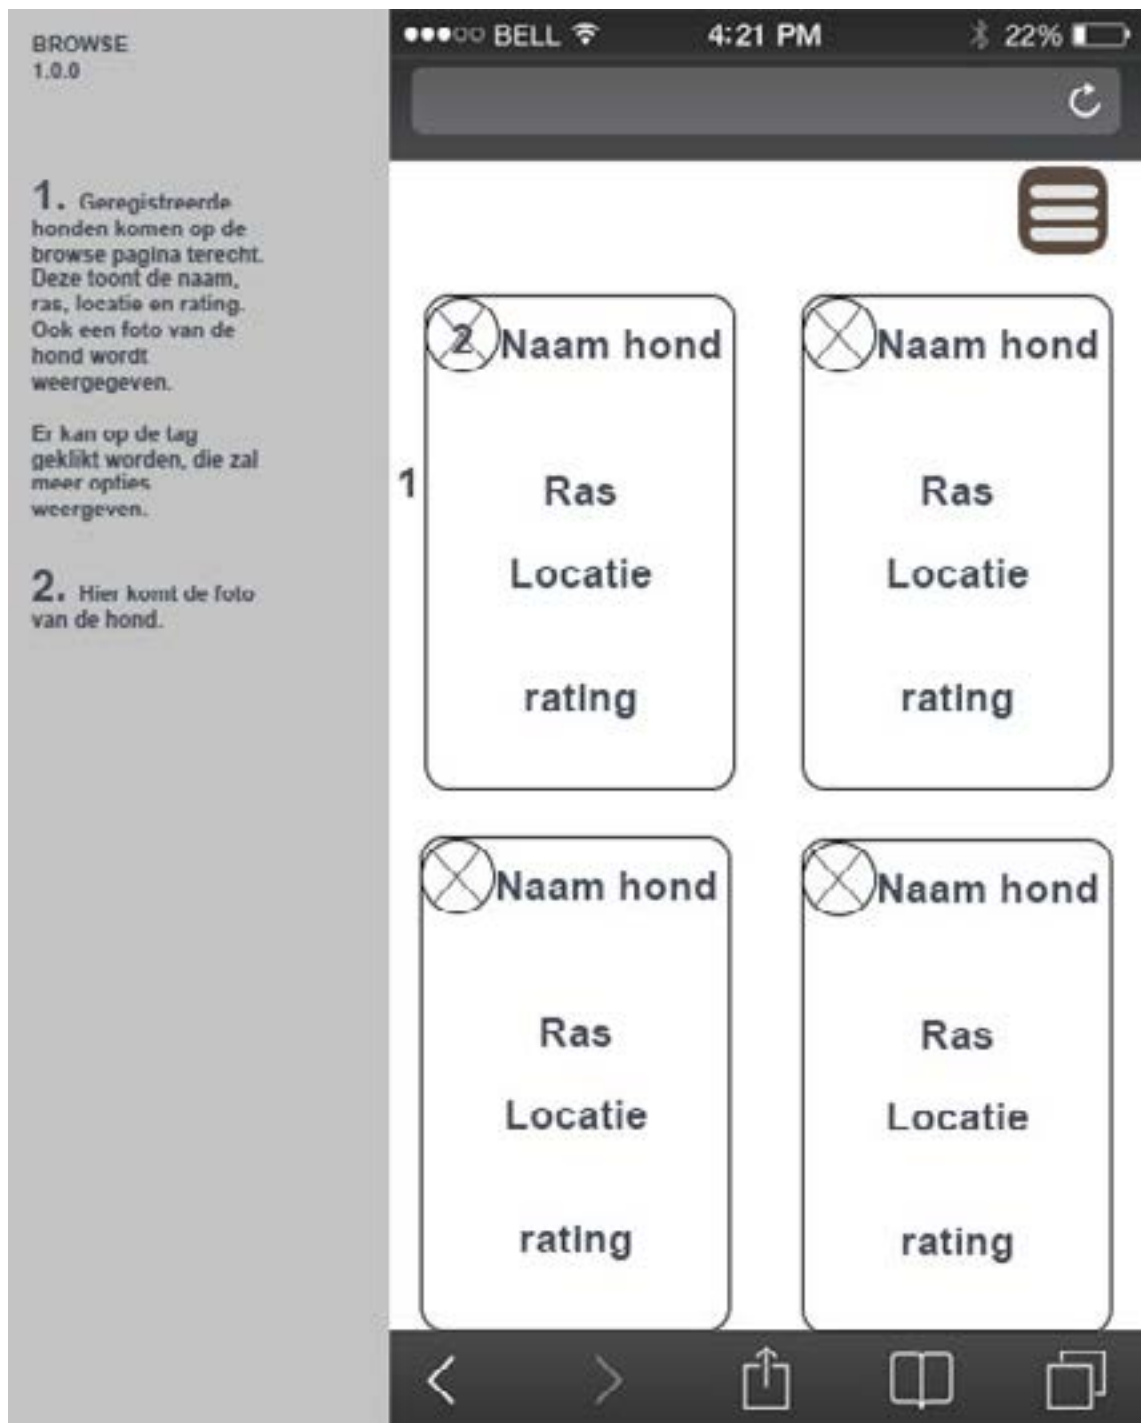 BROWSE
1.0.0
1. Geregistreerde
honden komen op de
browse pagina terecht.
Deze toont de naam,
ras, locatie en rating.
Ook een foto van de
hond wordt
weergegeven.
Er kan op de tag
geklikt worden, die zal
meer opties
weergeven.
2. Hier komt de foto
van de hond.
BELL 4:21 PM 22%
2 Naam hond
1
Ras
Locatie
rating
Naam hond
Ras
Locatie
rating
Naam hond
Ras
Locatie
rating
Naam hond
Ras
Locatie
rating